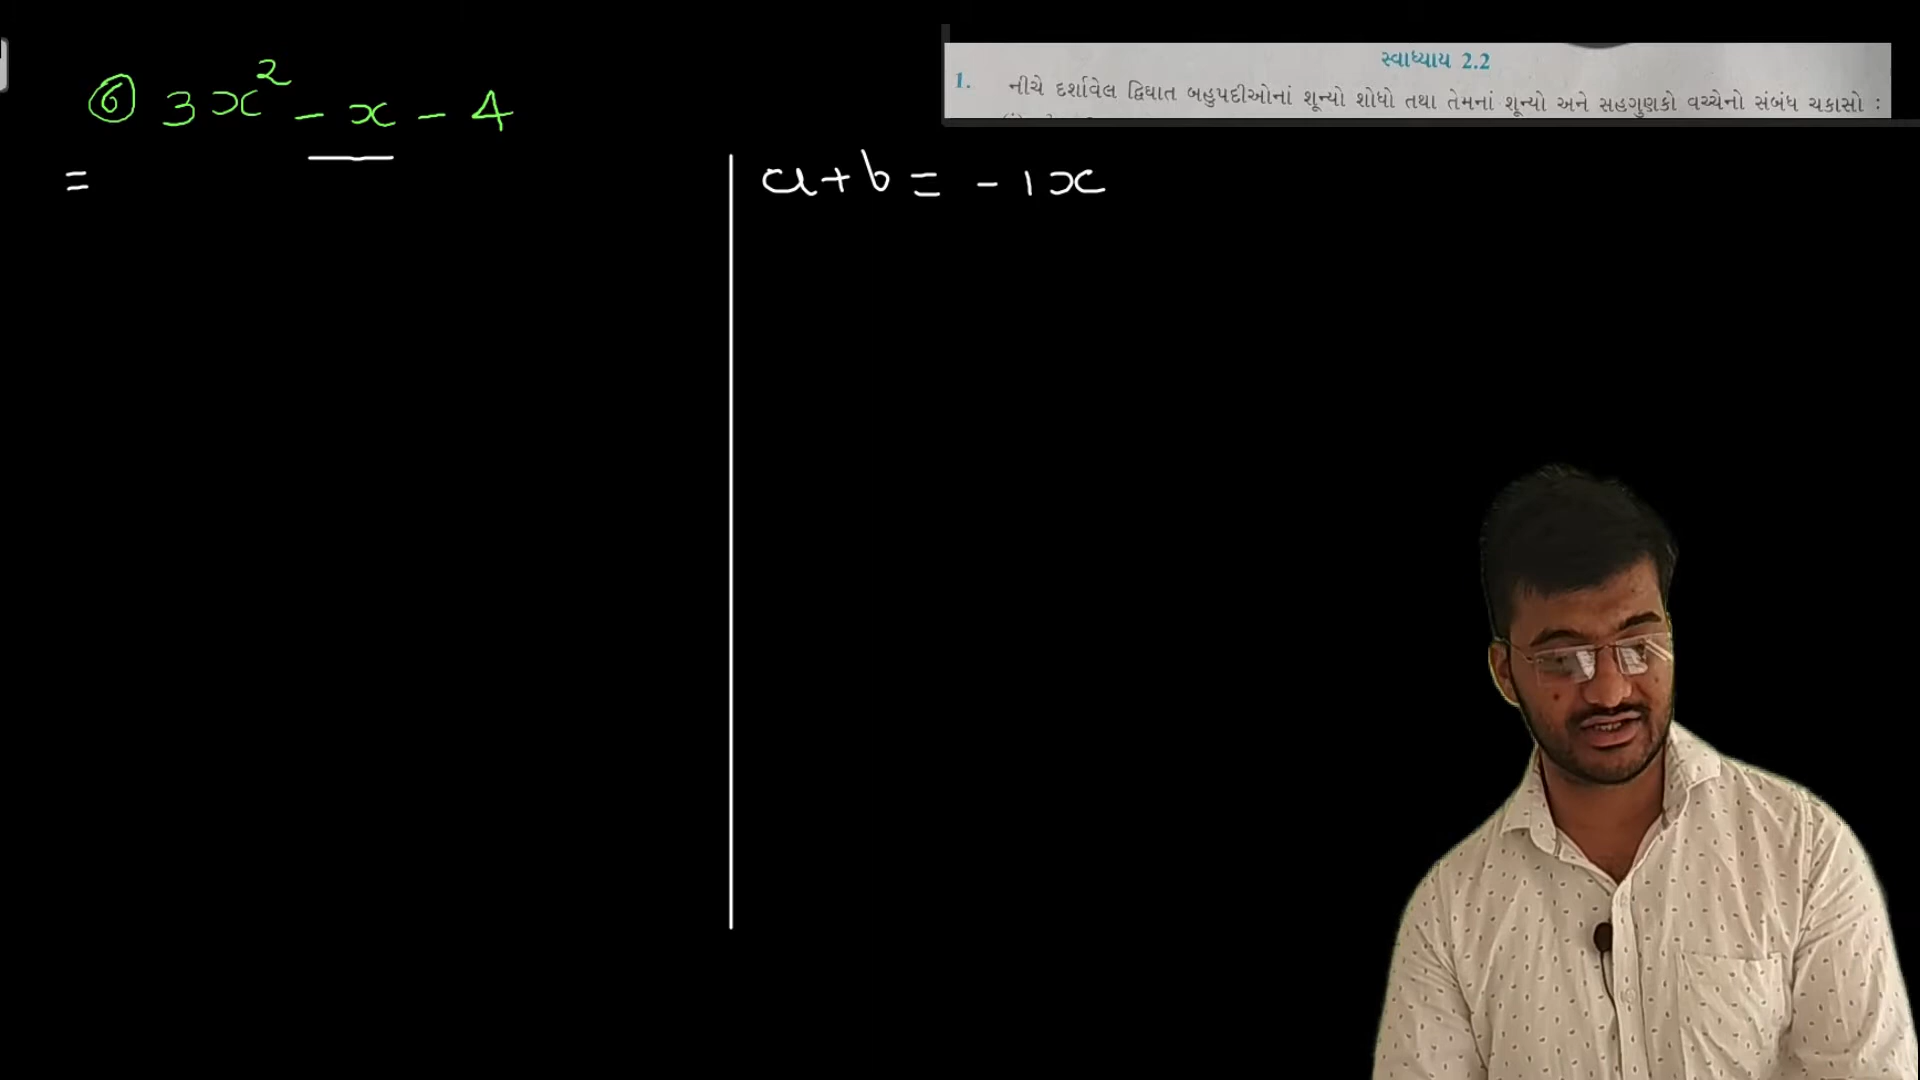 ⑥ 3x² - x - 4
=
a+b = -1x
સ્વાધ્યાય 2.2
1. નીચે દર્શાવેલ દ્વિઘાત બહુપદીઓનાં શૂન્યો શોધો તથા તેમનાં શૂન્યો અને સહગુણકો વચ્ચેનો સંબંધ ચકાસો :